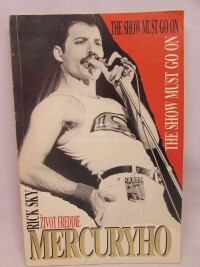 THE SHOW MUST GO ON
THE SHOW MUST GO ON
RICK SKY
ŽIVOT FREDDIE
MERCURYHO